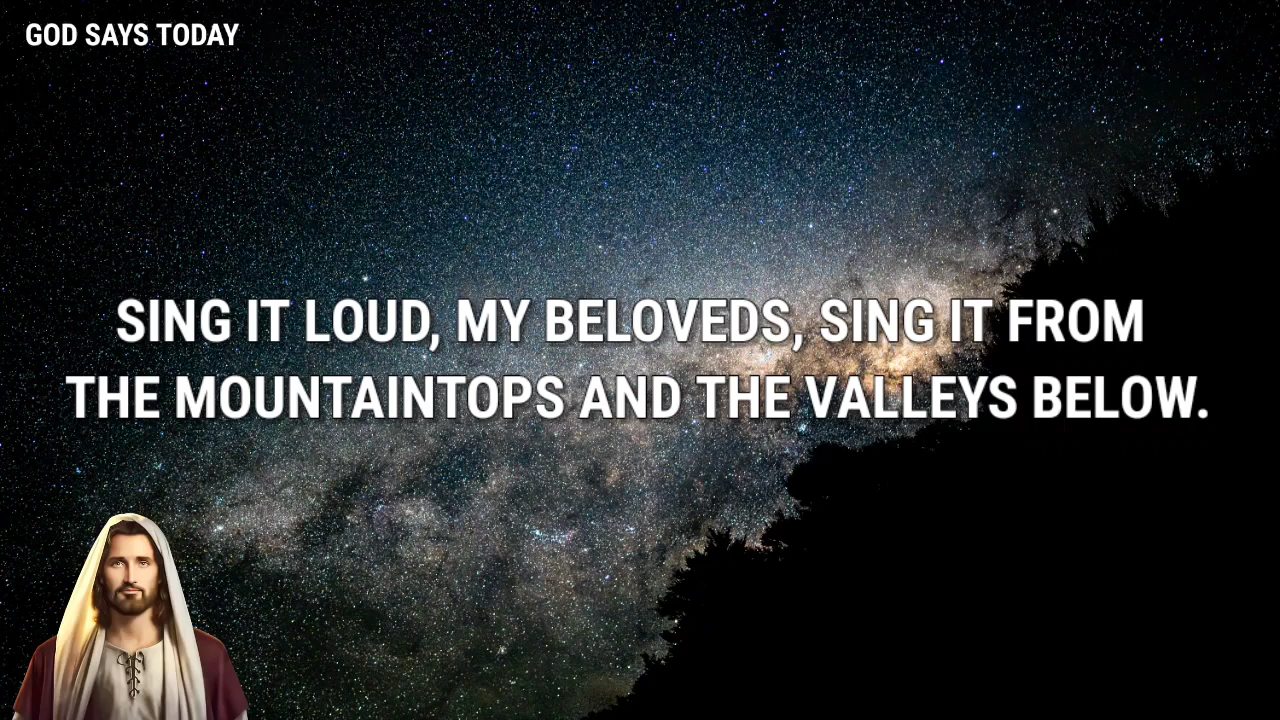 GOD SAYS TODAY
SING IT LOUD, MY BELOVEDS, SING IT FROM
THE MOUNTAINTOPS AND THE VALLEYS BELOW.